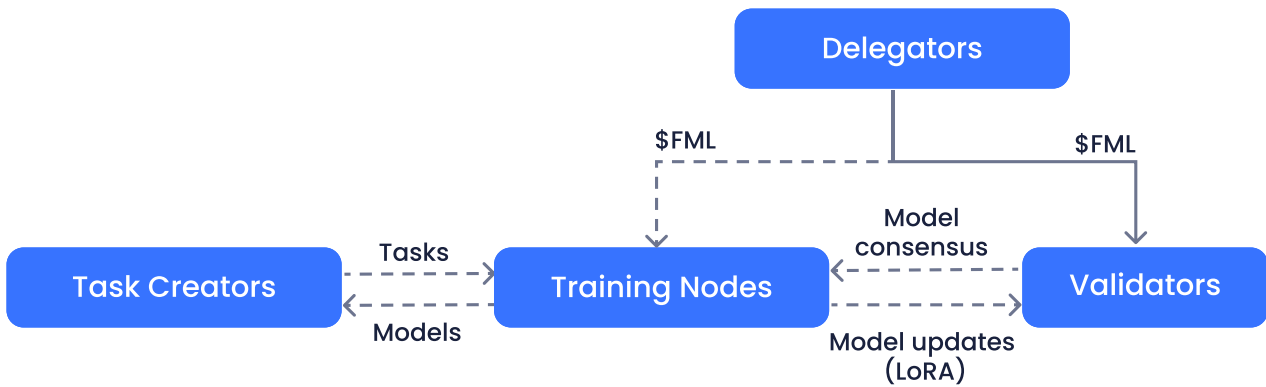 Delegators
$FML
$FML
Model
consensus
Tasks
Task Creators
Training Nodes
Validators
Models
Model updates
(LoRA)